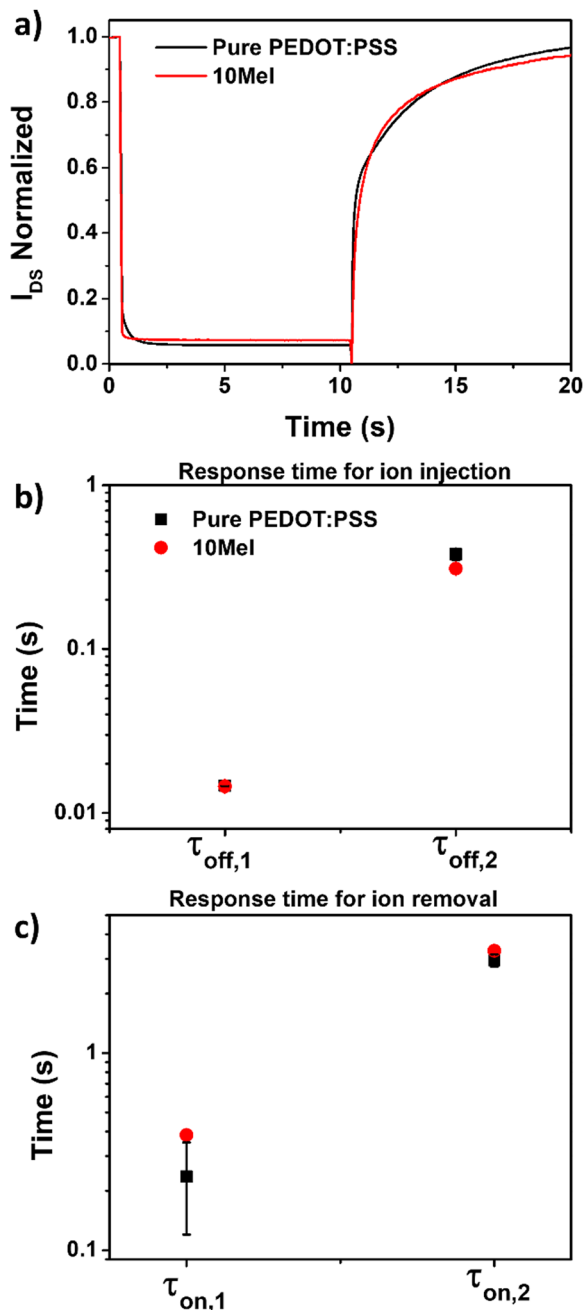 a)
Pure PEDOT:PSS
10Mel
1.0
0.8
0.6
0.4
0.2
0.0
I_DS Normalized
0 5 10 15 20
Time (s)
b)
Response time for ion injection
Pure PEDOT:PSS
10Mel
1
0.1
0.01
Time (s)
τ_off,1 τ_off,2
c)
Response time for ion removal
1
0.1
Time (s)
τ_on,1 τ_on,2